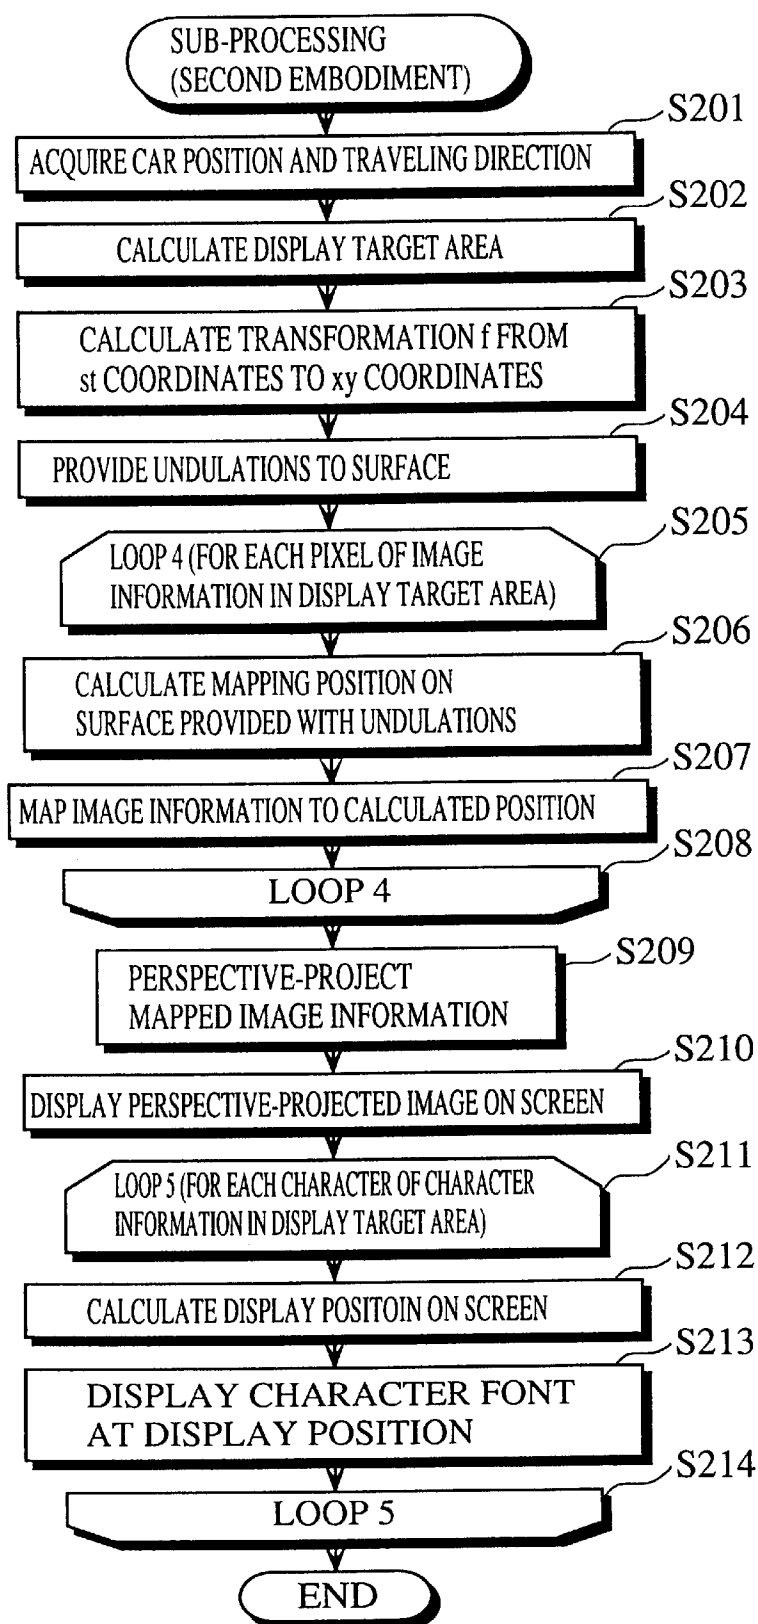 SUB-PROCESSING
(SECOND EMBODIMENT)
S201
ACQUIRE CAR POSITION AND TRAVELING DIRECTION
S202
CALCULATE DISPLAY TARGET AREA
S203
CALCULATE TRANSFORMATION f FROM
st COORDINATES TO xy COORDINATES
S204
PROVIDE UNDULATIONS TO SURFACE
S205
LOOP 4 (FOR EACH PIXEL OF IMAGE
INFORMATION IN DISPLAY TARGET AREA)
S206
CALCULATE MAPPING POSITION ON
SURFACE PROVIDED WITH UNDULATIONS
S207
MAP IMAGE INFORMATION TO CALCULATED POSITION
S208
LOOP 4
S209
PERSPECTIVE-PROJECT
MAPPED IMAGE INFORMATION
S210
DISPLAY PERSPECTIVE-PROJECTED IMAGE ON SCREEN
S211
LOOP 5 (FOR EACH CHARACTER OF CHARACTER
INFORMATION IN DISPLAY TARGET AREA)
S212
CALCULATE DISPLAY POSITOIN ON SCREEN
S213
DISPLAY CHARACTER FONT
AT DISPLAY POSITION
S214
LOOP 5
END